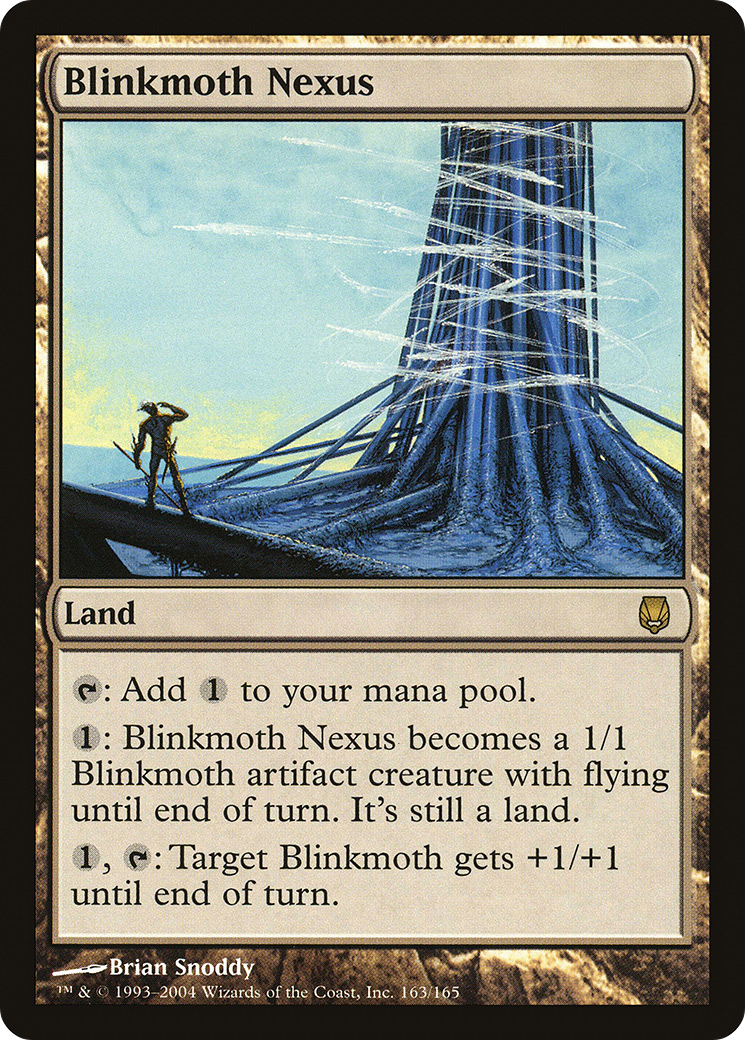 Blinkmoth Nexus
Land
: Add 1 to your mana pool.
1: Blinkmoth Nexus becomes a 1/1
Blinkmoth artifact creature with flying
until end of turn. It's still a land.
1, : Target Blinkmoth gets +1/+1
until end of turn.
Brian Snoddy
™ & © 1993–2004 Wizards of the Coast, Inc. 163/165